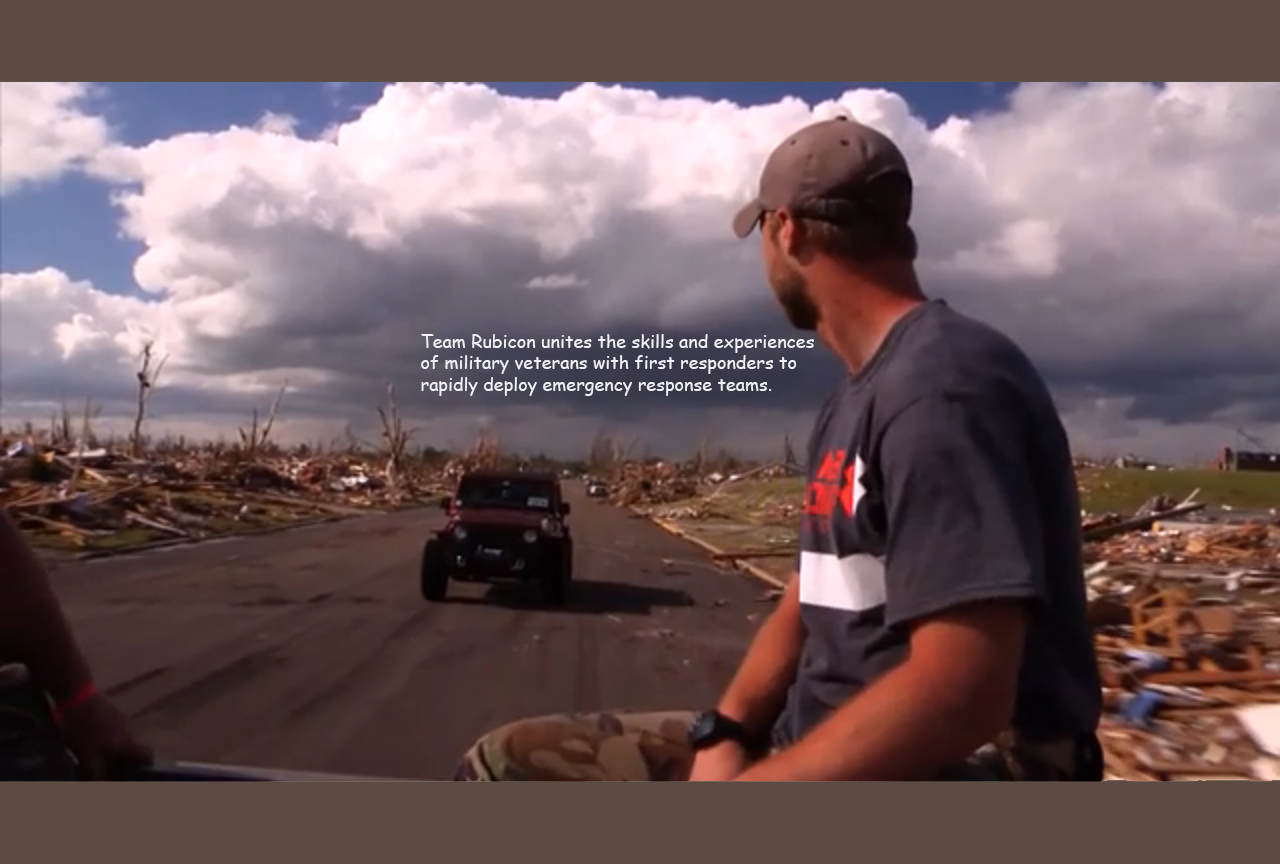 Team Rubicon unites the skills and experiences
of military veterans with first responders to
rapidly deploy emergency response teams.